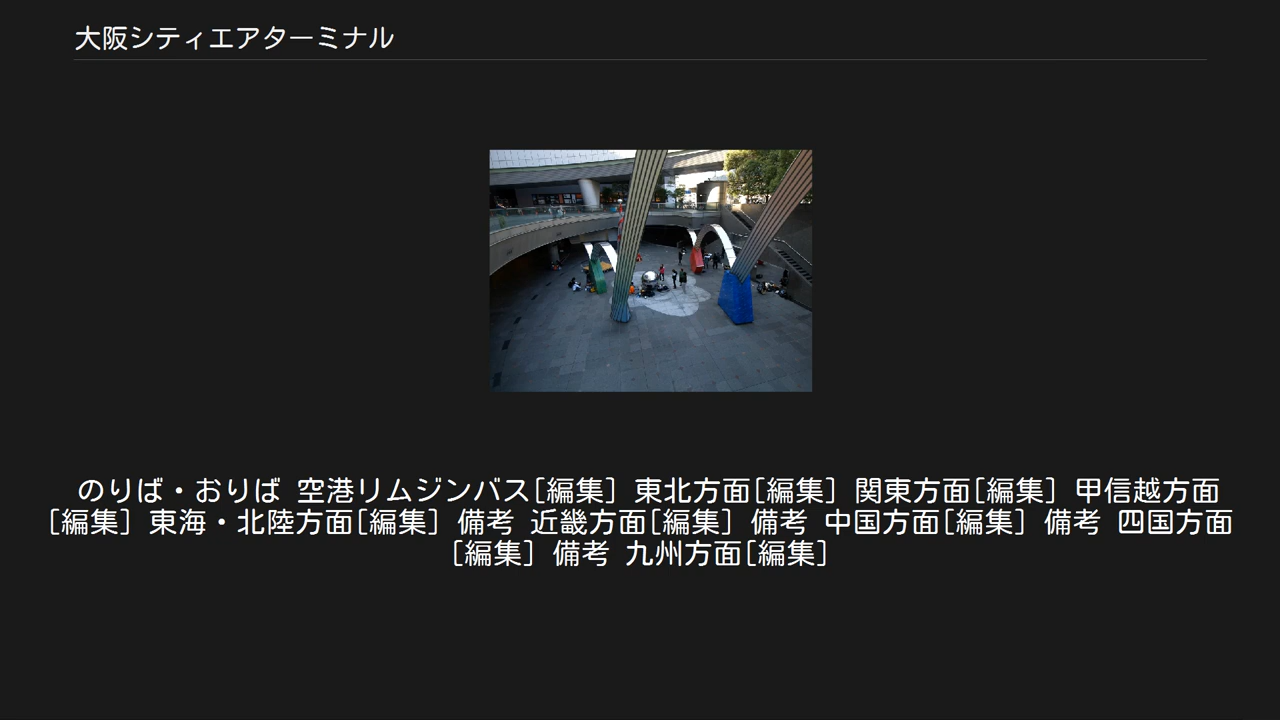 大阪シティエアターミナル
のりば・おりば 空港リムジンバス[編集] 東北方面[編集] 関東方面[編集] 甲信越方面
[編集] 東海・北陸方面[編集] 備考 近畿方面[編集] 備考 中国方面[編集] 備考 四国方面
[編集] 備考 九州方面[編集]